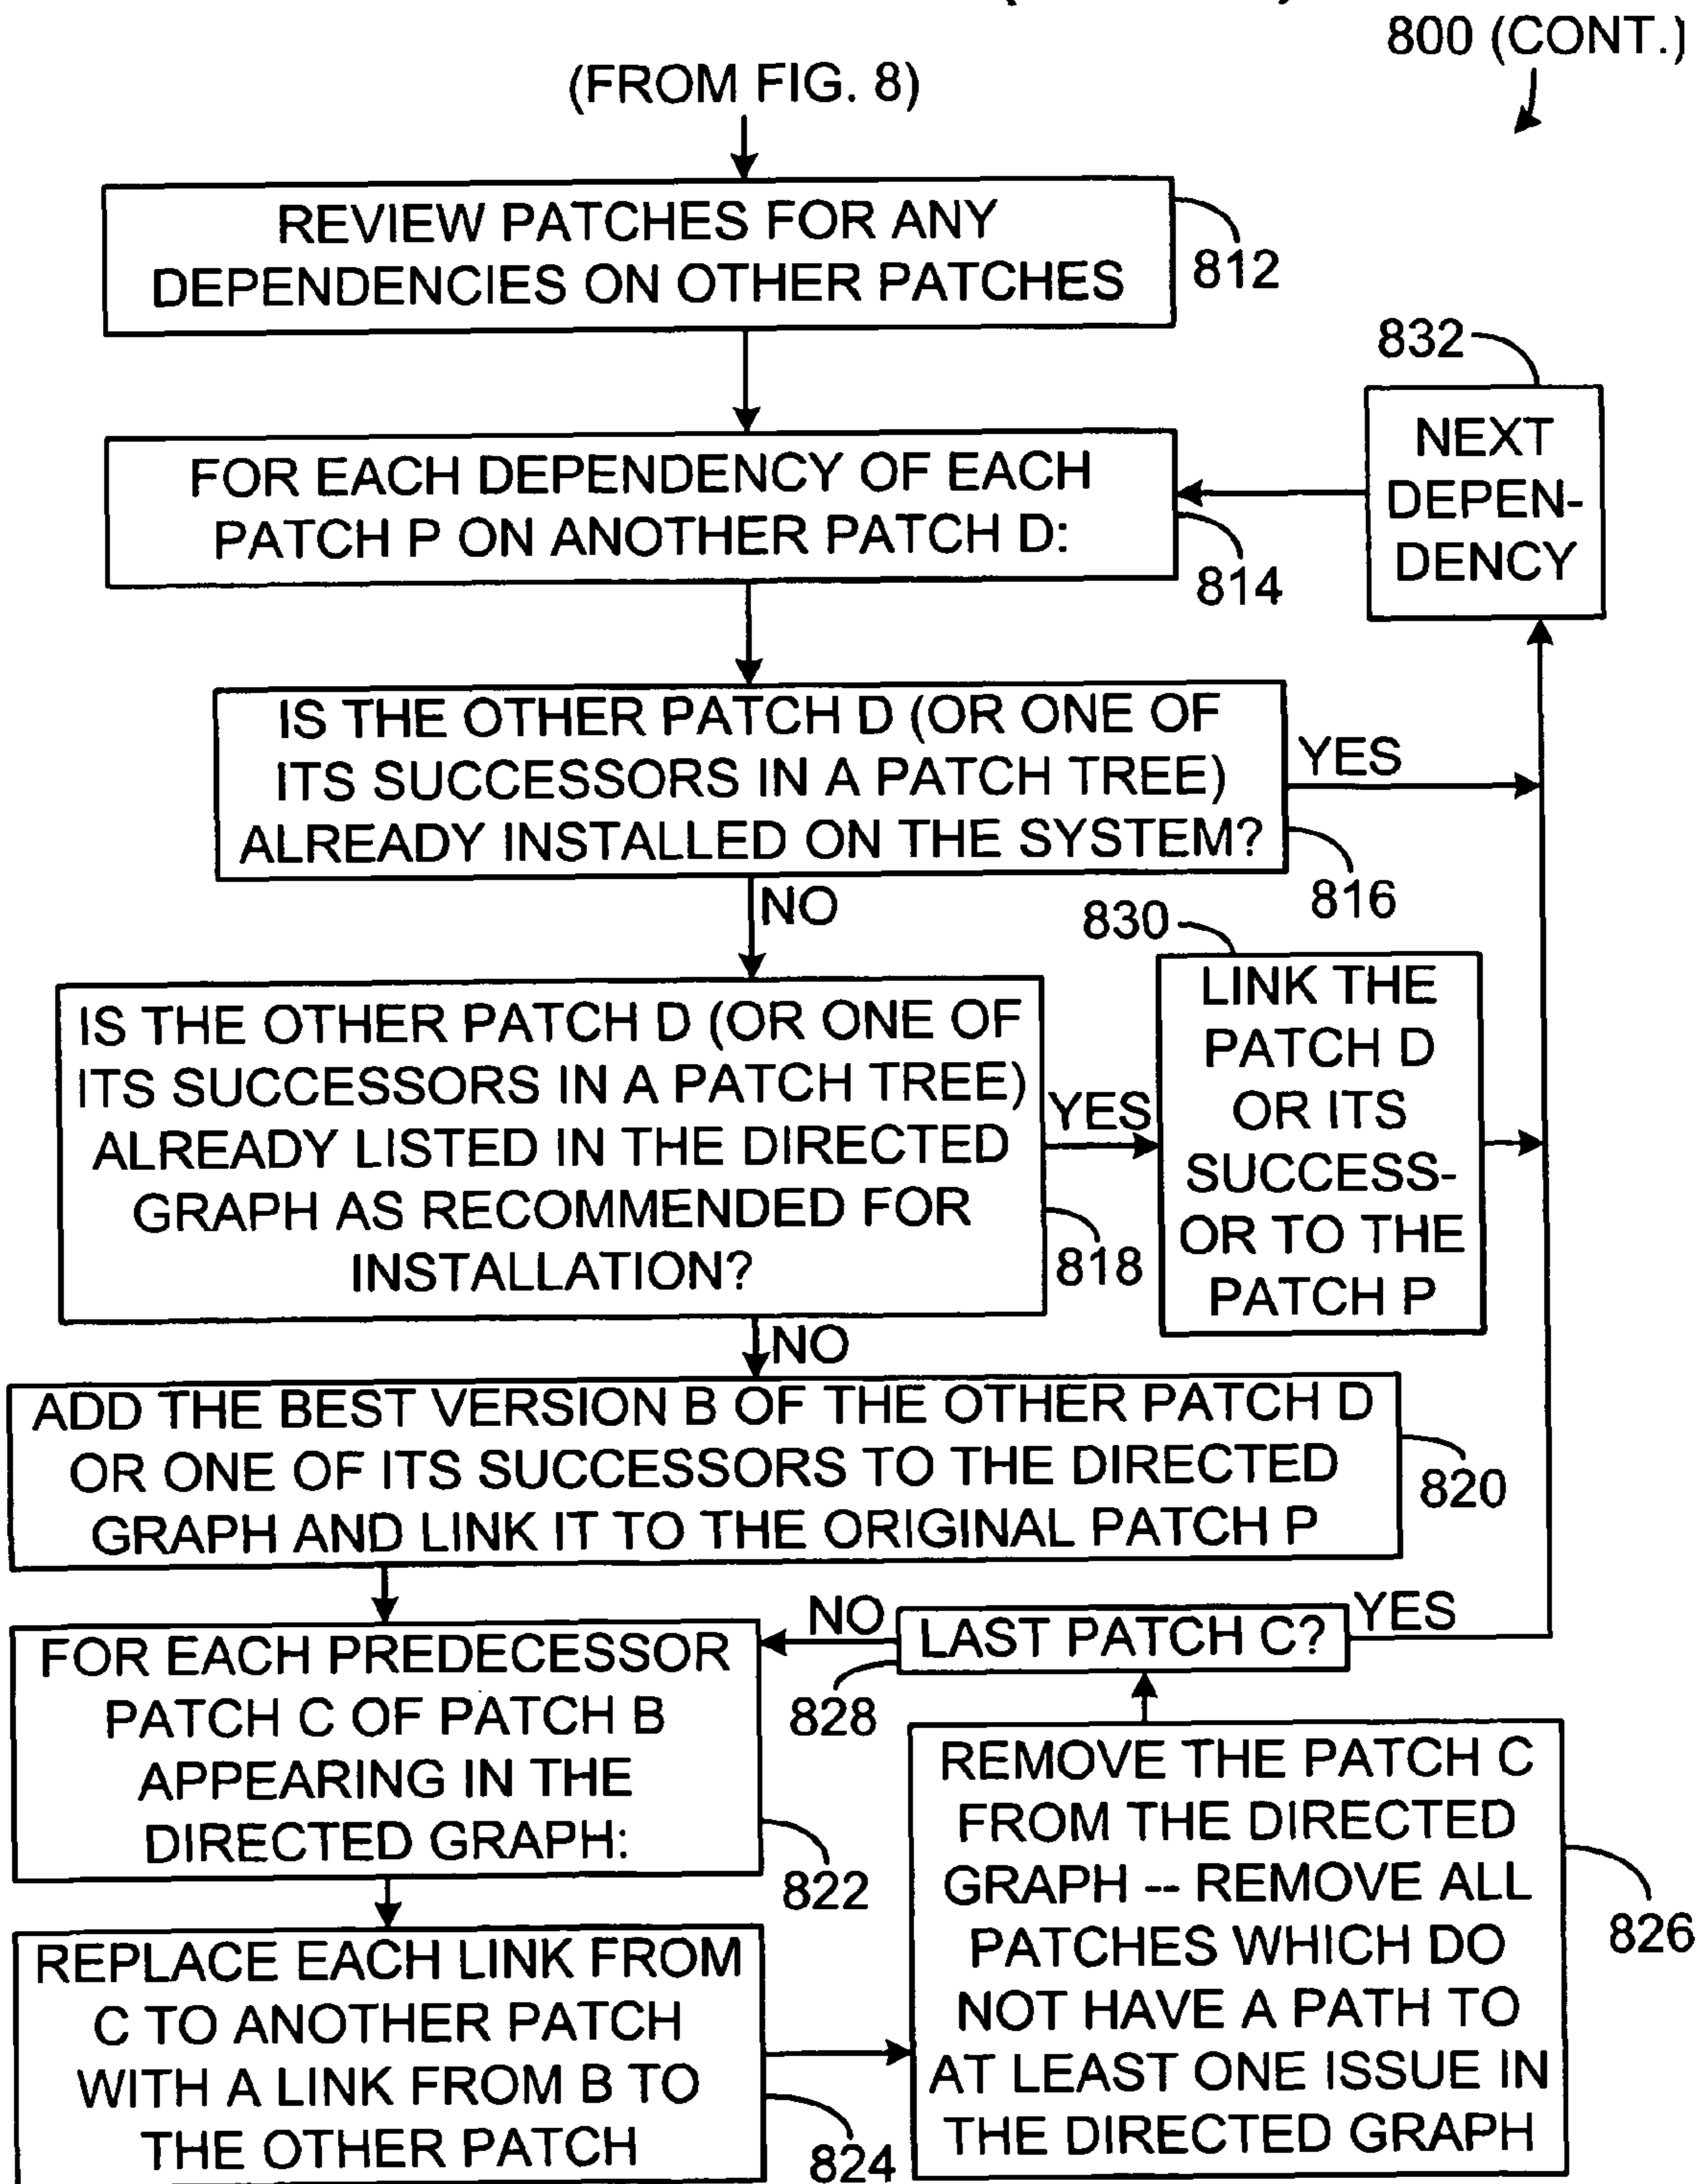 800 (CONT.)
(FROM FIG. 8)
REVIEW PATCHES FOR ANY
DEPENDENCIES ON OTHER PATCHES
812
832
NEXT
DEPEN-
DENCY
FOR EACH DEPENDENCY OF EACH
PATCH P ON ANOTHER PATCH D:
814
IS THE OTHER PATCH D (OR ONE OF
ITS SUCCESSORS IN A PATCH TREE)
ALREADY INSTALLED ON THE SYSTEM?
YES
816
NO
830
LINK THE
PATCH D
OR ITS
SUCCESS-
OR TO THE
PATCH P
IS THE OTHER PATCH D (OR ONE OF
ITS SUCCESSORS IN A PATCH TREE)
ALREADY LISTED IN THE DIRECTED
GRAPH AS RECOMMENDED FOR
INSTALLATION?
YES
818
NO
ADD THE BEST VERSION B OF THE OTHER PATCH D
OR ONE OF ITS SUCCESSORS TO THE DIRECTED
GRAPH AND LINK IT TO THE ORIGINAL PATCH P
820
FOR EACH PREDECESSOR
PATCH C OF PATCH B
APPEARING IN THE
DIRECTED GRAPH:
822
NO
LAST PATCH C?
YES
828
REPLACE EACH LINK FROM
C TO ANOTHER PATCH
WITH A LINK FROM B TO
THE OTHER PATCH
824
REMOVE THE PATCH C
FROM THE DIRECTED
GRAPH -- REMOVE ALL
PATCHES WHICH DO
NOT HAVE A PATH TO
AT LEAST ONE ISSUE IN
THE DIRECTED GRAPH
826